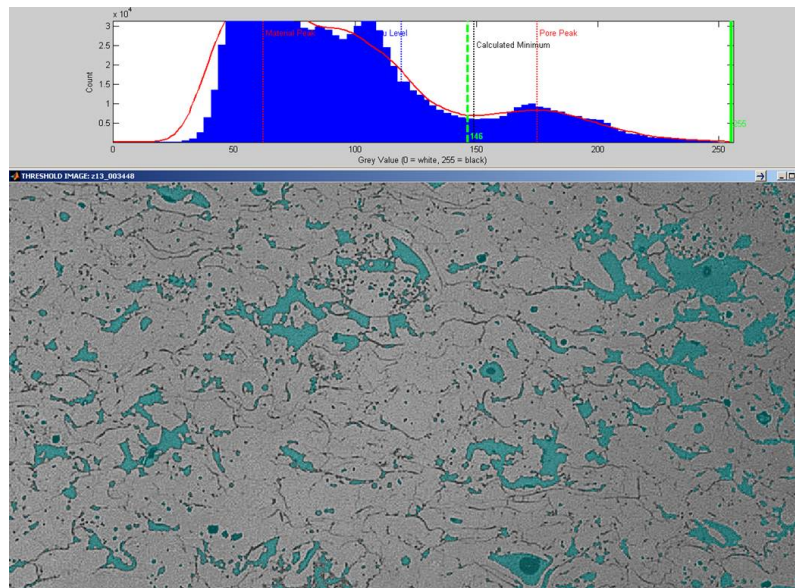 x 10⁴
3
2.5
2
1.5
1
0.5
Count
Material Peak
u Level
Calculated Minimum
Pore Peak
146
255
0
50
100
150
200
250
Grey Value (0 = white, 255 = black)
THRESHOLD IMAGE: z13_003448